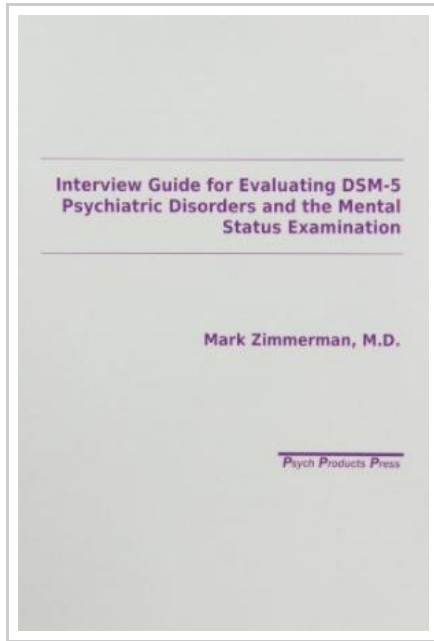 Interview Guide for Evaluating DSM-5
Psychiatric Disorders and the Mental
Status Examination
Mark Zimmerman, M.D.
Psych Products Press